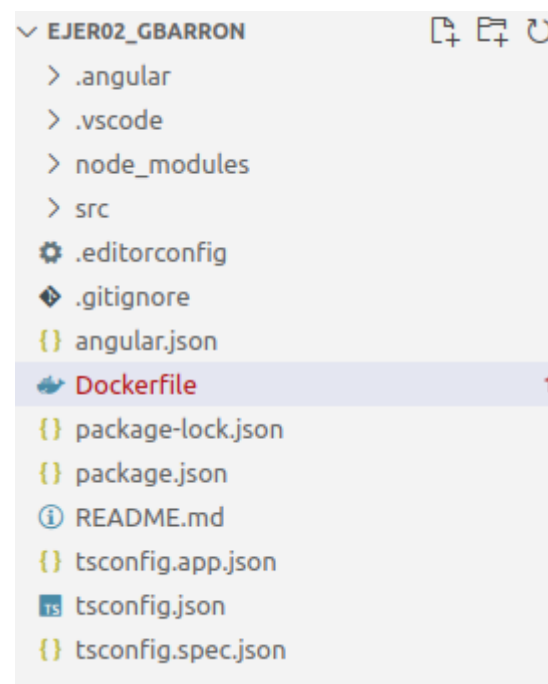 EJER02_GBARRON
.angular
.vscode
node_modules
src
.editorconfig
.gitignore
{} angular.json
Dockerfile
{} package-lock.json
{} package.json
README.md
{} tsconfig.app.json
TS tsconfig.json
{} tsconfig.spec.json